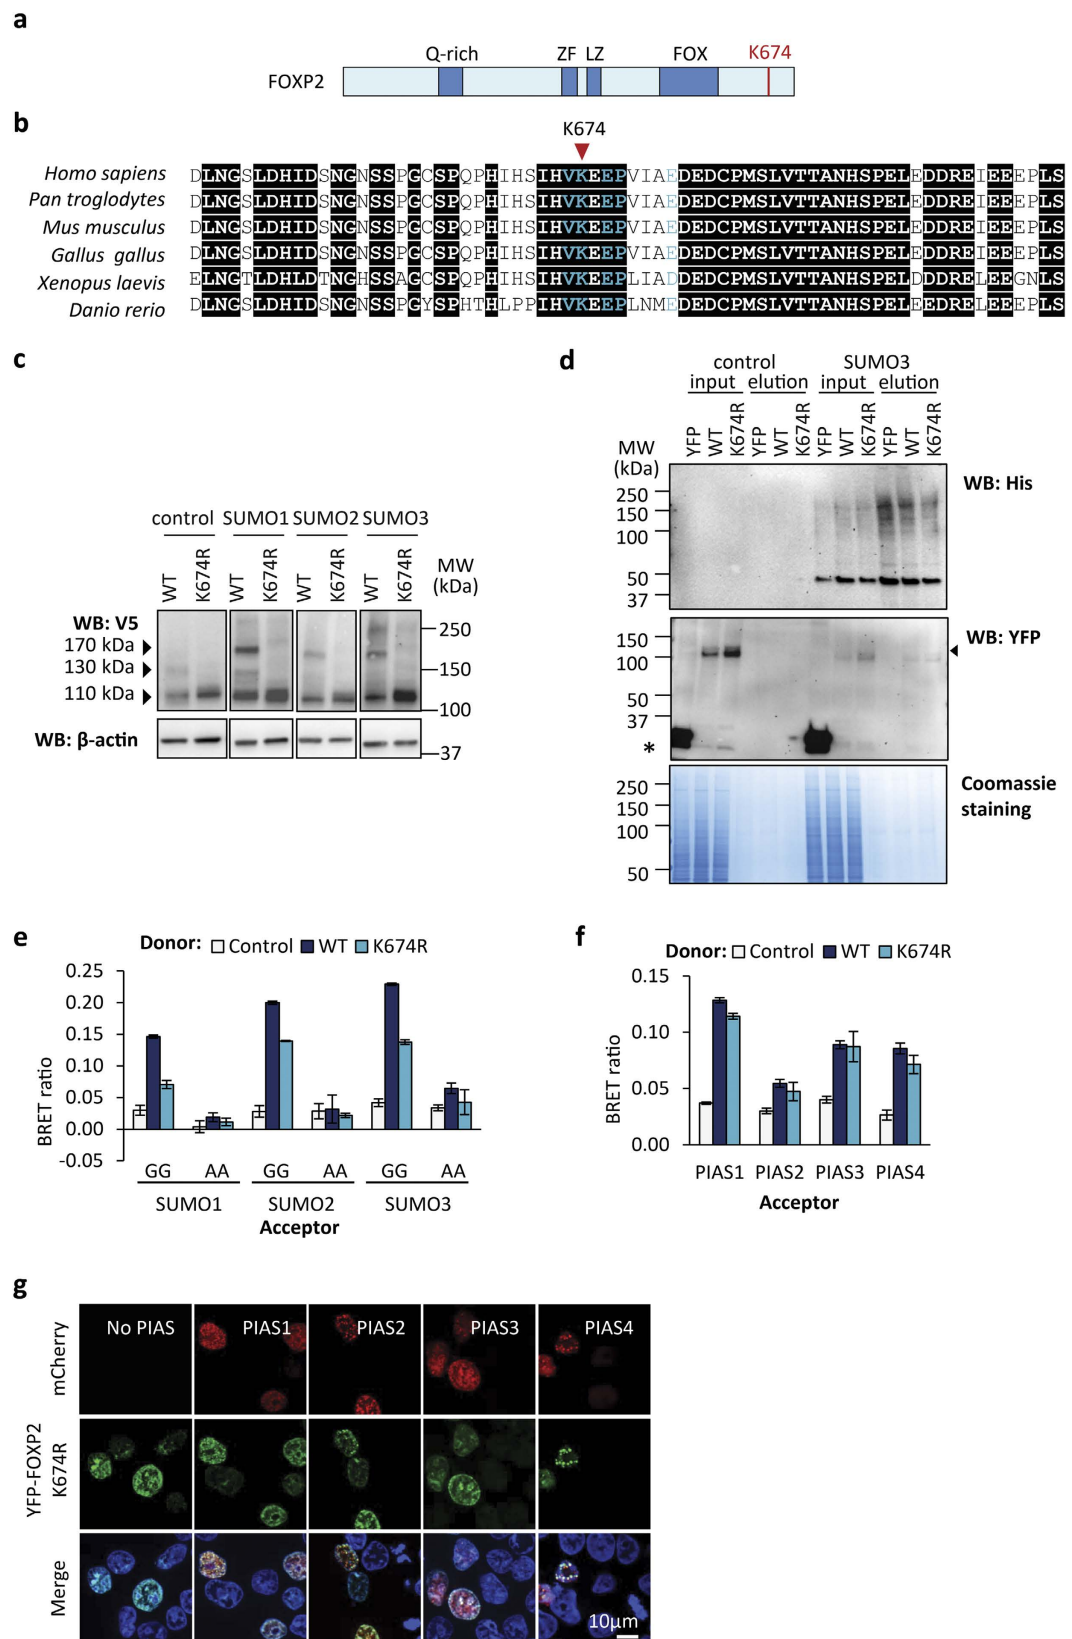 a
Q-rich ZF LZ FOX K674
FOXP2
b
K674
Homo sapiens DLNGSLDHIDSNGNSSPGCSPQPHIHSIHVKEEPVIAEDEDCPMSLVTTANHSPELEDDREIEEEPLS
Pan troglodytes DLNGSLDHIDSNGNSSPGCSPQPHIHSIHVKEEPVIAEDEDCPMSLVTTANHSPELEDDREIEEEPLS
Mus musculus DLNGSLDHIDSNGNSSPGCSPQPHIHSIHVKEEPVIAEDEDCPMSLVTTANHSPELEDDREIEEEPLS
Gallus gallus DLNGSLDHIDSNGNSSPGCSPQPHIHSIHVKEEPVIAEDEDCPMSLVTTANHSPELEDDREIEEEPLS
Xenopus laevis ELNGTLDHLDTNGHSSAGCSPQPHIHSIHVKEEPLIADDEDCPMSLVTTANHSPELDDDRELEEGNLS
Danio rerio DLNGSLDHIDSNGNSSPGYSPHTHLPPIHVKEEPLNMEDEDCPMSLVTTANHSPELEEDRELEEEPLS
c
control SUMO1 SUMO2 SUMO3
WT K674R WT K674R WT K674R WT K674R
MW
(kDa)
WB: V5
170 kDa
130 kDa
110 kDa
250
150
100
WB: β-actin
37
d
control SUMO3
input elution input elution
YFP WT K674R YFP WT K674R YFP WT K674R YFP WT K674R
MW
(kDa)
250
150
100
50
37
WB: His
150
100
50
37
*
WB: YFP
250
150
100
50
Coomassie
staining
e
Donor: Control WT K674R
BRET ratio
0.25
0.20
0.15
0.10
0.05
0.00
-0.05
GG AA GG AA GG AA
SUMO1 SUMO2 SUMO3
Acceptor
f
Donor: Control WT K674R
BRET ratio
0.15
0.10
0.05
0.00
PIAS1 PIAS2 PIAS3 PIAS4
Acceptor
g
No PIAS PIAS1 PIAS2 PIAS3 PIAS4
mCherry
YFP-FOXP2
K674R
Merge
10μm